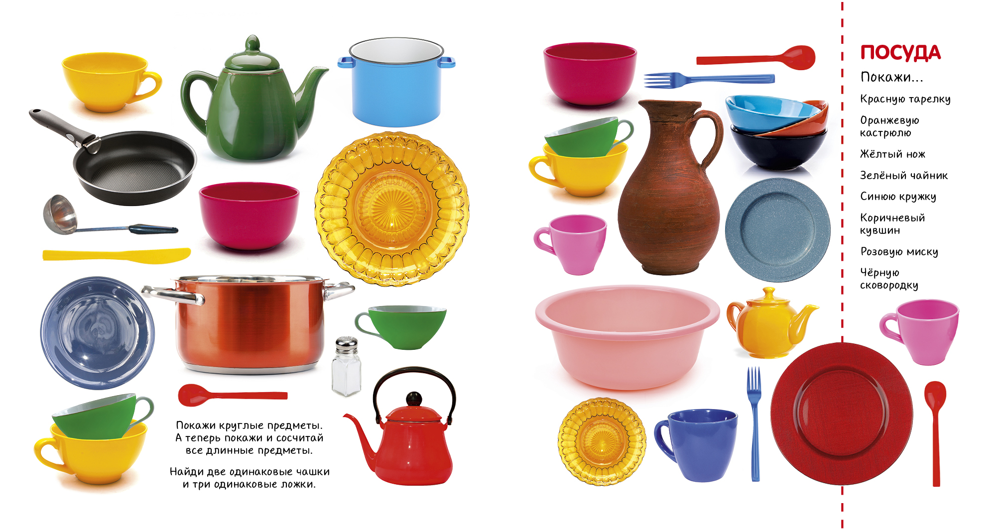 Покажи круглые предметы.
А теперь покажи и сосчитай
все длинные предметы.
Найди две одинаковые чашки
и три одинаковые ложки.
ПОСУДА
Покажи...
Красную тарелку
Оранжевую
кастрюлю
Жёлтый нож
Зелёный чайник
Синюю кружку
Коричневый
кувшин
Розовую миску
Чёрную
сковородку